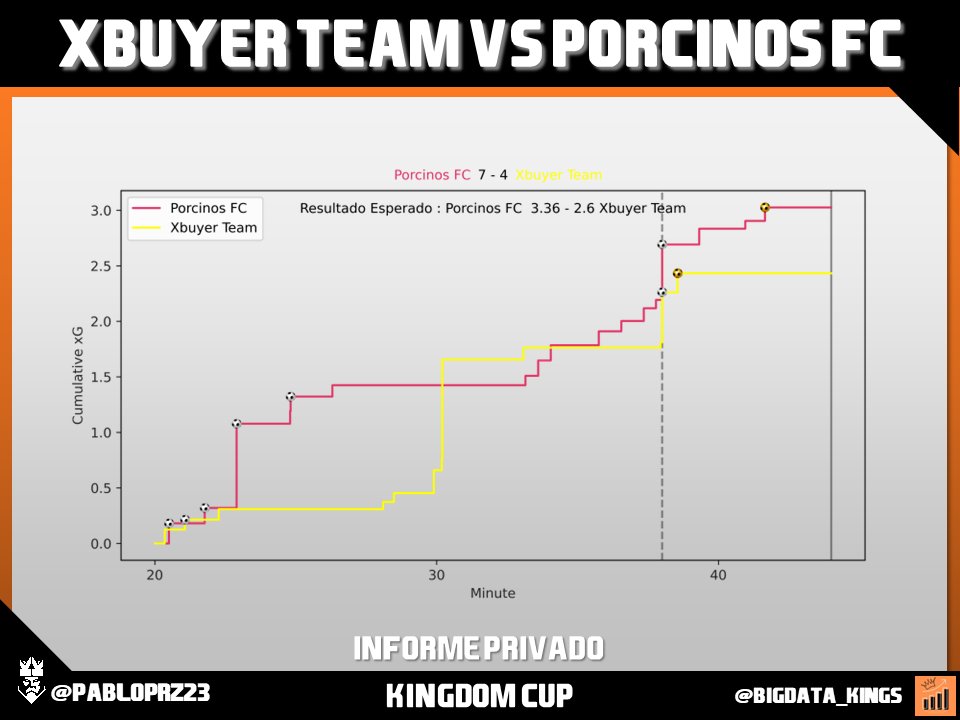 XBUYER TEAM VS PORCINOS FC
Porcinos FC 7 - 4 Xbuyer Team
Porcinos FC
Xbuyer Team
Resultado Esperado : Porcinos FC 3.36 - 2.6 Xbuyer Team
3.0
2.5
2.0
1.5
1.0
0.5
0.0
Cumulative xG
20 30 40
Minute
INFORME PRIVADO
@PABLOPRZ23
KINGDOM CUP
@BIGDATA_KINGS